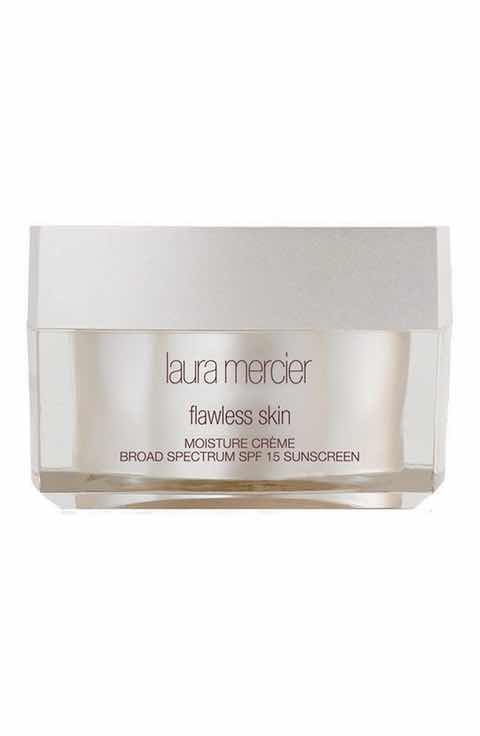 laura mercier
flawless skin
MOISTURE CRÈME
BROAD SPECTRUM SPF 15 SUNSCREEN